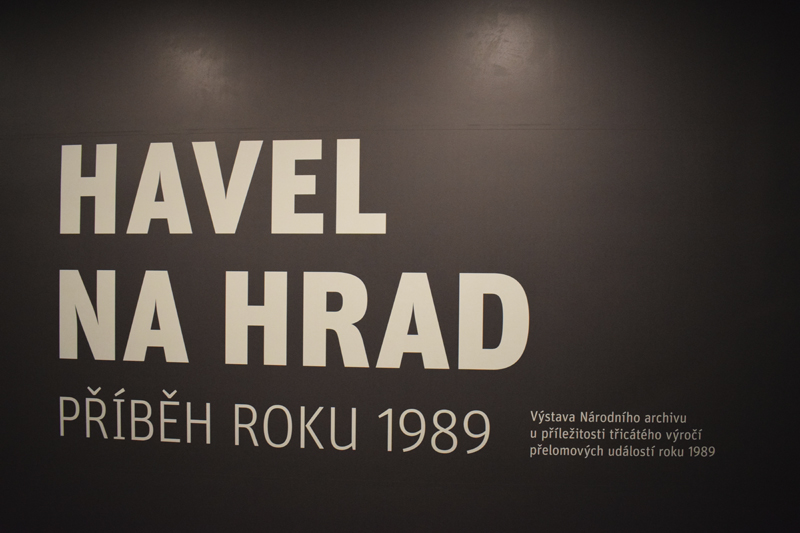 HAVEL
NA HRAD
PŘÍBĚH ROKU 1989
Výstava Národního archivu
u příležitosti třicátého výročí
přelomových událostí roku 1989